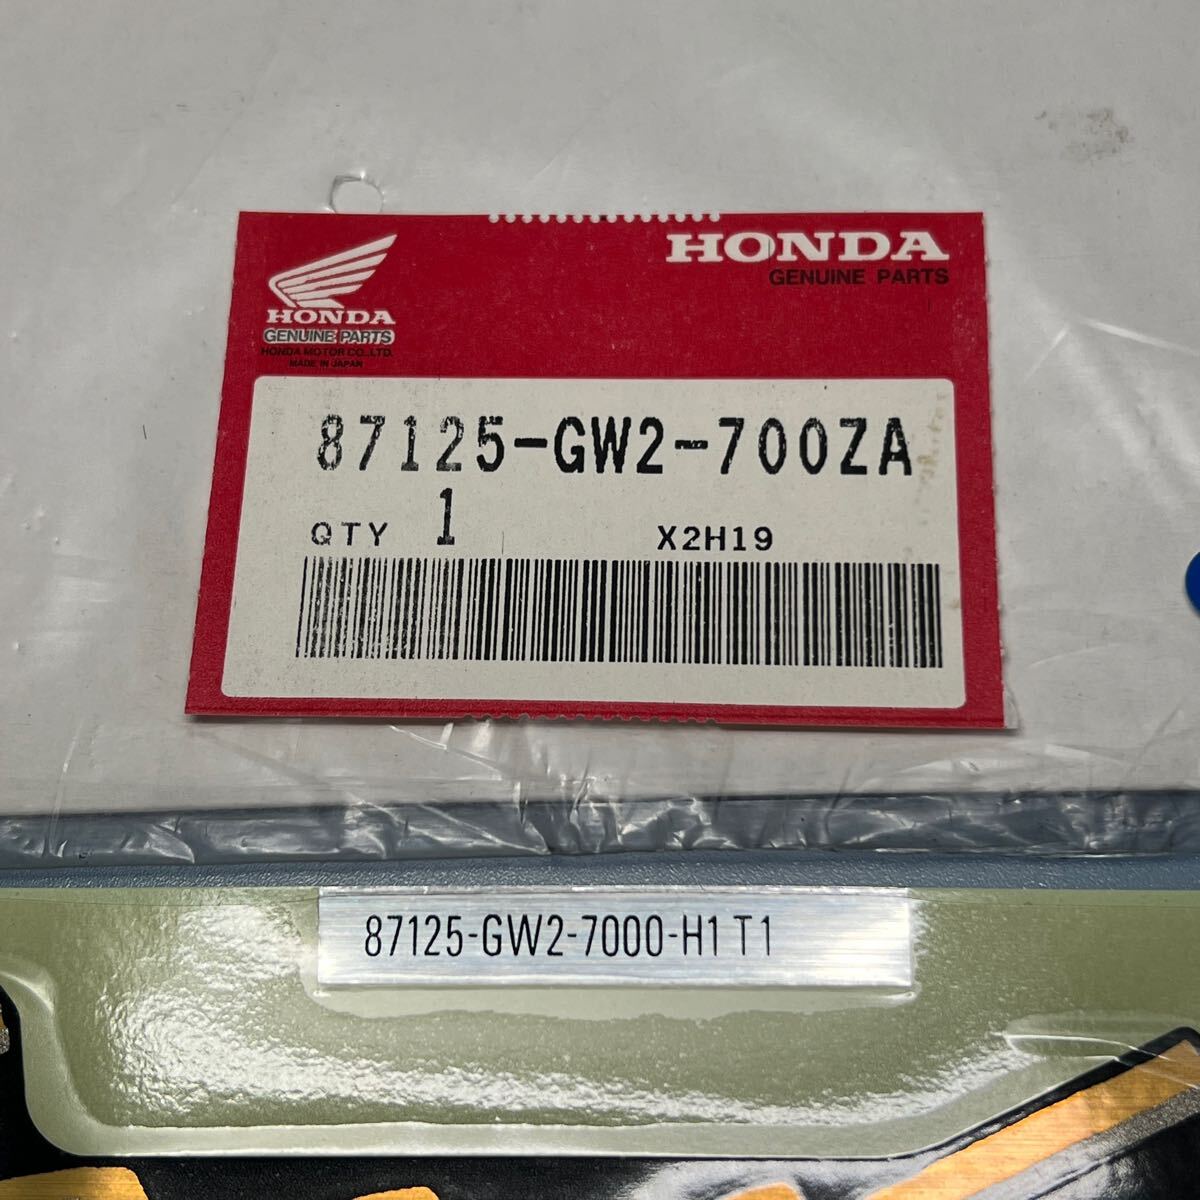 HONDA
GENUINE PARTS
HONDA
GENUINE PARTS
HONDA MOTOR CO.,LTD.
MADE IN JAPAN
87125-GW2-700ZA
QTY 1 X2H19
87125-GW2-7000-H1 T1